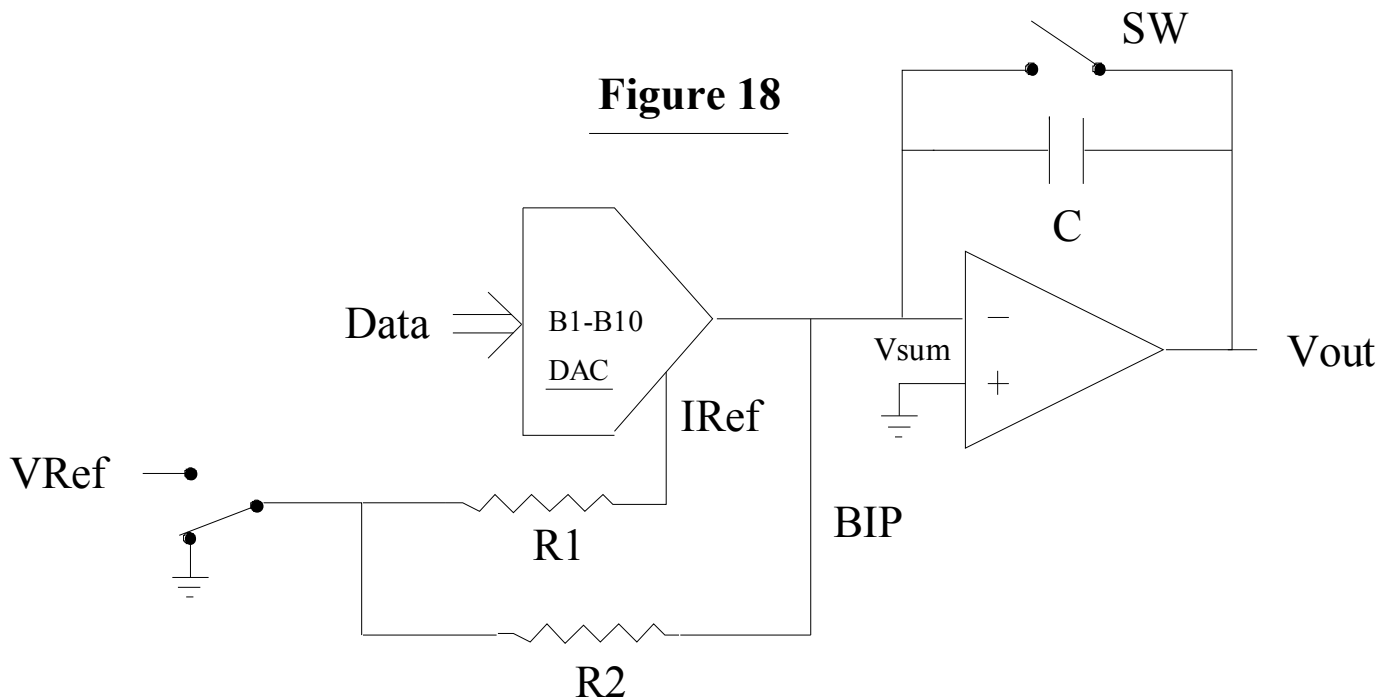 SW
Figure 18
C
Data
B1-B10
DAC
Vsum
−
+
Vout
IRef
VRef
BIP
R1
R2